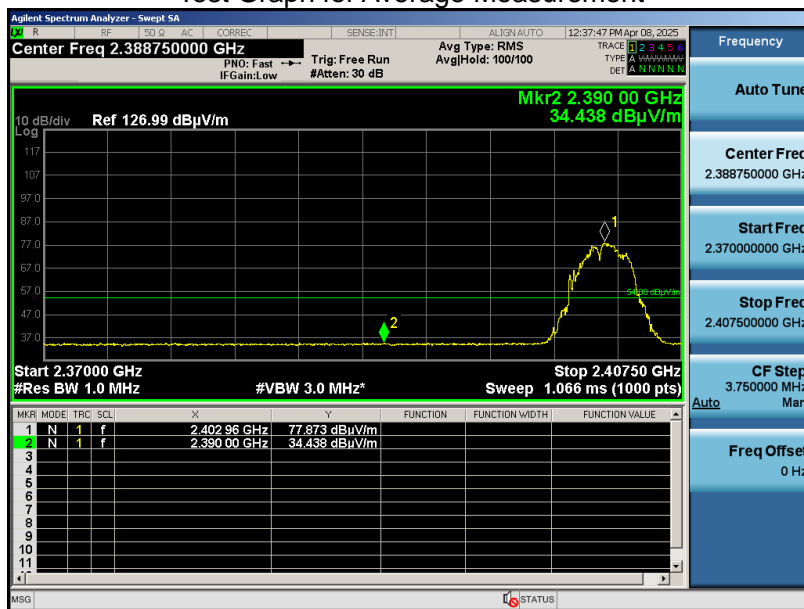 Test Graph for Average Measurement
Agilent Spectrum Analyzer - Swept SA
LXI R RF 50 Ω AC CORREC SENSE:INT ALIGN AUTO 12:37:47 PM Apr 08, 2025
Center Freq 2.388750000 GHz
PNO: Fast
IFGain:Low
Trig: Free Run
#Atten: 30 dB
Avg Type: RMS
Avg|Hold: 100/100
TRACE 1 2 3 4 5 6
TYPE A WWWWW
DET A N N N N N
Mkr2 2.390 00 GHz
34.438 dBµV/m
10 dB/div Ref 126.99 dBµV/m
Log
117
107
97.0
87.0
77.0
67.0
57.0
47.0
37.0
1
54.00 dBµV/m
2
Start 2.37000 GHz Stop 2.40750 GHz
#Res BW 1.0 MHz #VBW 3.0 MHz* Sweep 1.066 ms (1000 pts)
MKR MODE TRC SCL X Y FUNCTION FUNCTION WIDTH FUNCTION VALUE
1 N 1 f 2.402 96 GHz 77.873 dBµV/m
2 N 1 f 2.390 00 GHz 34.438 dBµV/m
3
4
5
6
7
8
9
10
11
MSG STATUS
Frequency
Auto Tune
Center Freq
2.388750000 GHz
Start Freq
2.370000000 GHz
Stop Freq
2.407500000 GHz
CF Step
3.750000 MHz
Auto Man
Freq Offset
0 Hz